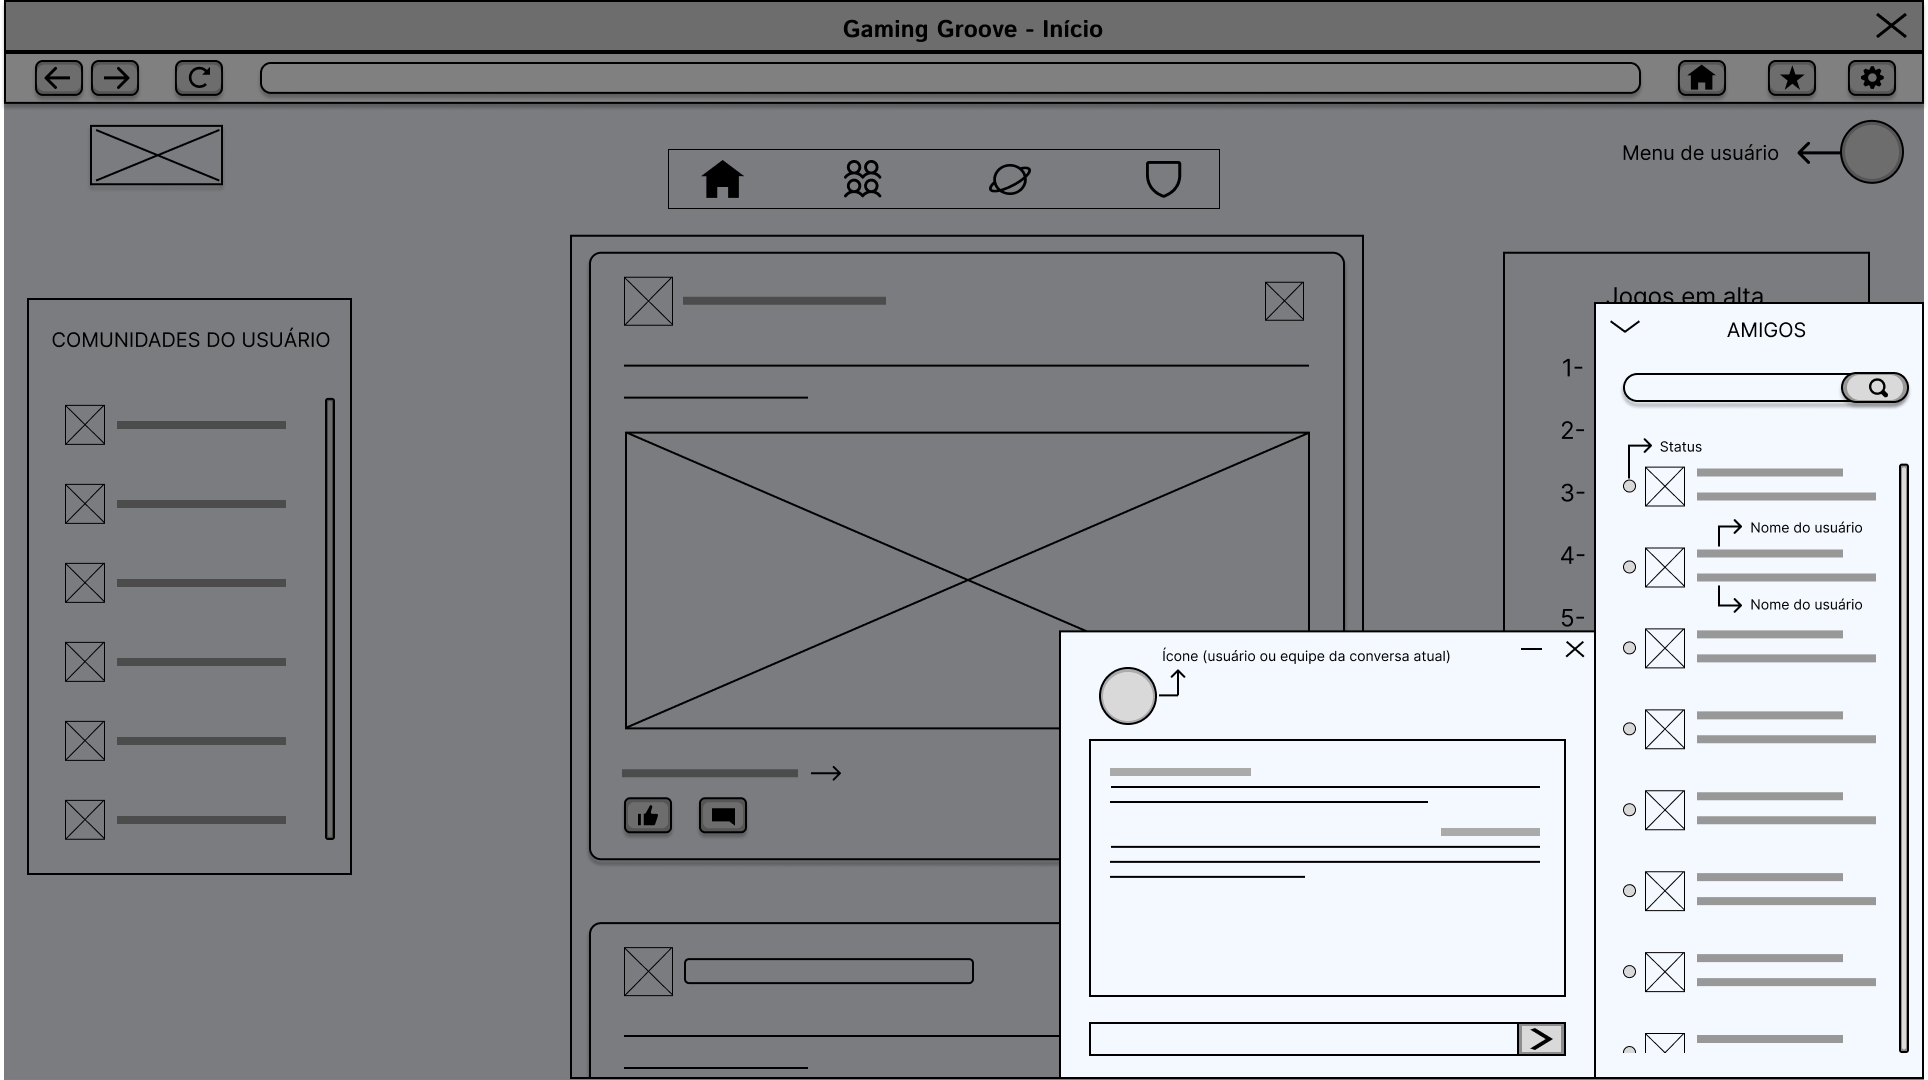 Gaming Groove - Início
Menu de usuário
COMUNIDADES DO USUÁRIO
Jogos em alta
1-
2-
3-
4-
5-
AMIGOS
Status
Nome do usuário
Nome do usuário
Ícone (usuário ou equipe da conversa atual)